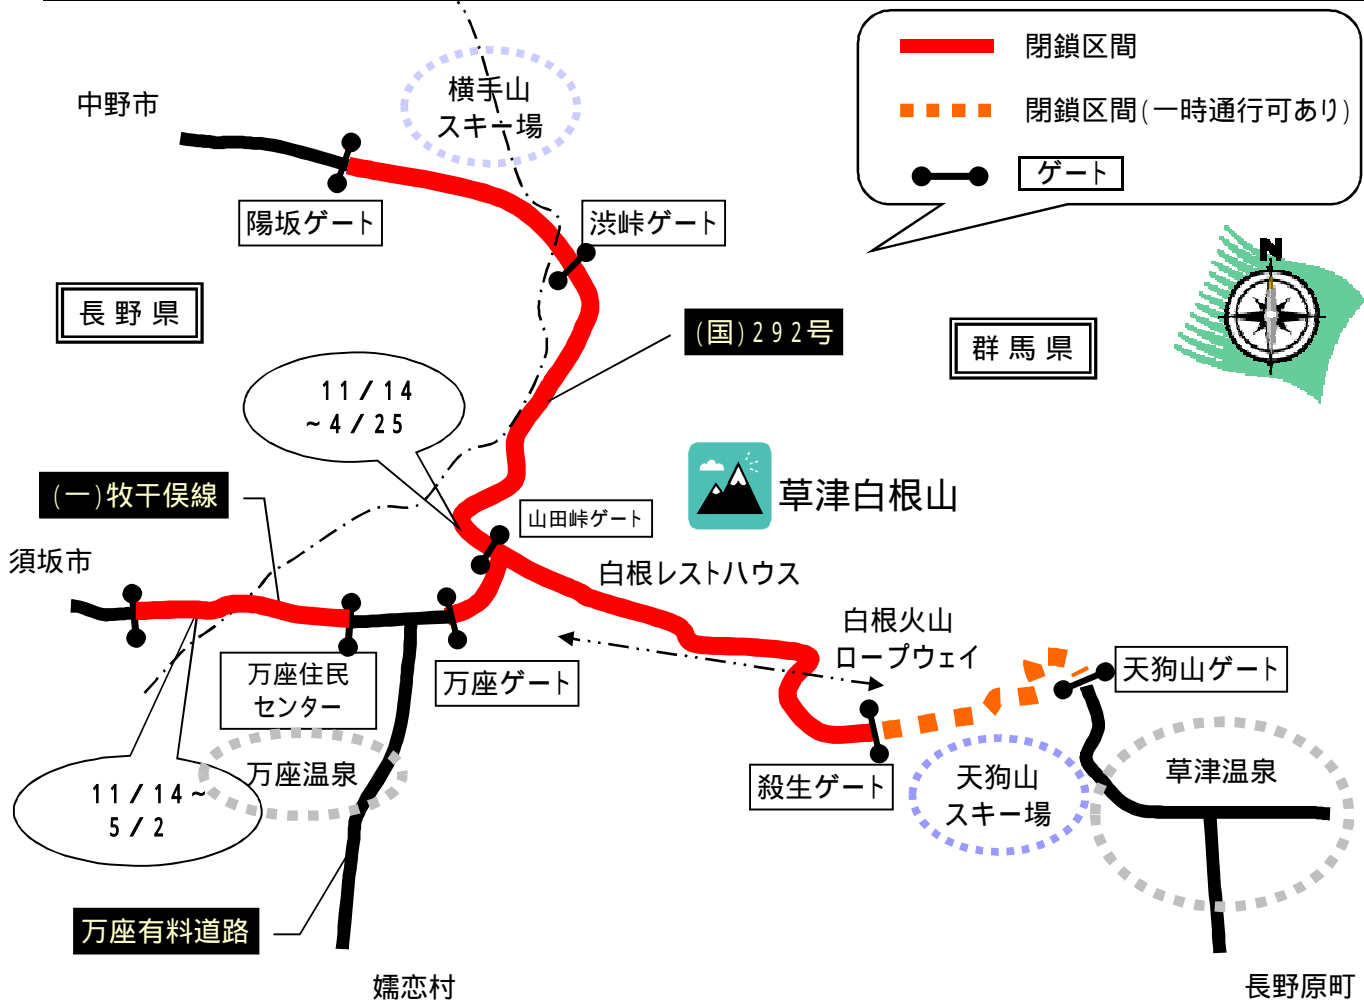 閉鎖区間
閉鎖区間(一時通行可あり)
ゲート
横手山
スキー場
中野市
陽坂ゲート
渋峠ゲート
N
長野県
(国)292号
群馬県
11/14
~4/25
(一)牧干俣線
草津白根山
山田峠ゲート
須坂市
白根レストハウス
白根火山
ロープウェイ
万座住民
センター
万座ゲート
天狗山ゲート
万座温泉
殺生ゲート
天狗山
スキー場
草津温泉
11/14~
5/2
万座有料道路
嬬恋村
長野原町